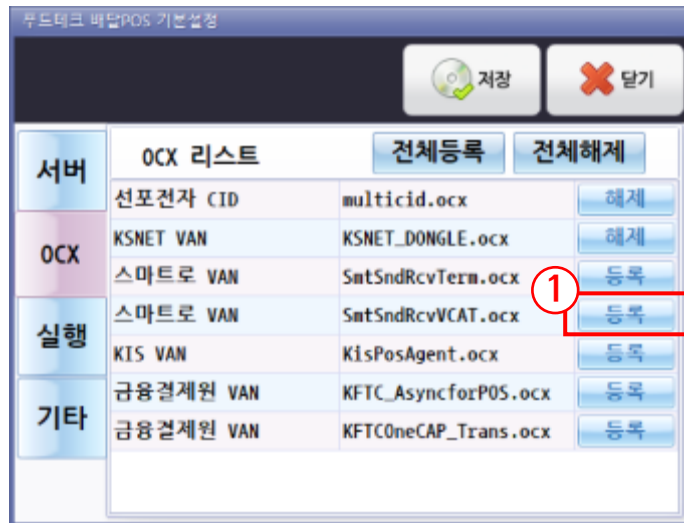 푸드테크 배달POS 기본설정
저장 닫기
서버 OCX 리스트 전체등록 전체해제
선포전자 CID multicid.ocx 해제
OCX KSNET VAN KSNET_DONGLE.ocx 해제
스마트로 VAN SmtSndRcvTerm.ocx 등록
1
실행 스마트로 VAN SmtSndRcvVCAT.ocx 등록
KIS VAN KisPosAgent.ocx 등록
기타 금융결제원 VAN KFTC_AsyncforPOS.ocx 등록
금융결제원 VAN KFTCOneCAP_Trans.ocx 등록